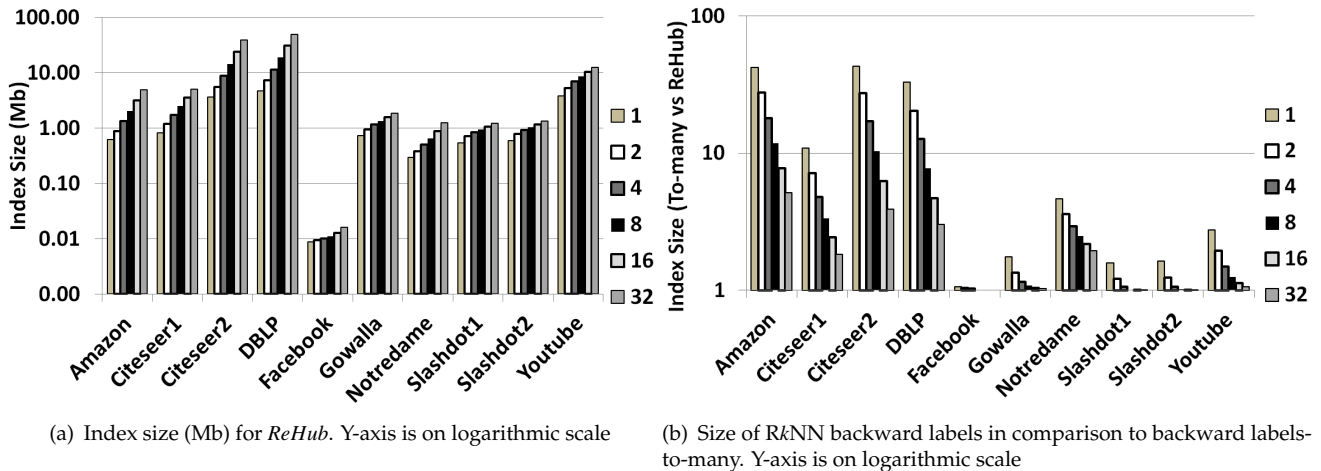 Index Size (Mb)
100.00
10.00
1.00
0.10
0.01
0.00
Amazon
Citeseer1
Citeseer2
DBLP
Facebook
Gowalla
Notredame
Slashdot1
Slashdot2
Youtube
1
2
4
8
16
32
(a) Index size (Mb) for ReHub. Y-axis is on logarithmic scale
Index Size (To-many vs ReHub)
100
10
1
Amazon
Citeseer1
Citeseer2
DBLP
Facebook
Gowalla
Notredame
Slashdot1
Slashdot2
Youtube
1
2
4
8
16
32
(b) Size of RkNN backward labels in comparison to backward labels-
to-many. Y-axis is on logarithmic scale